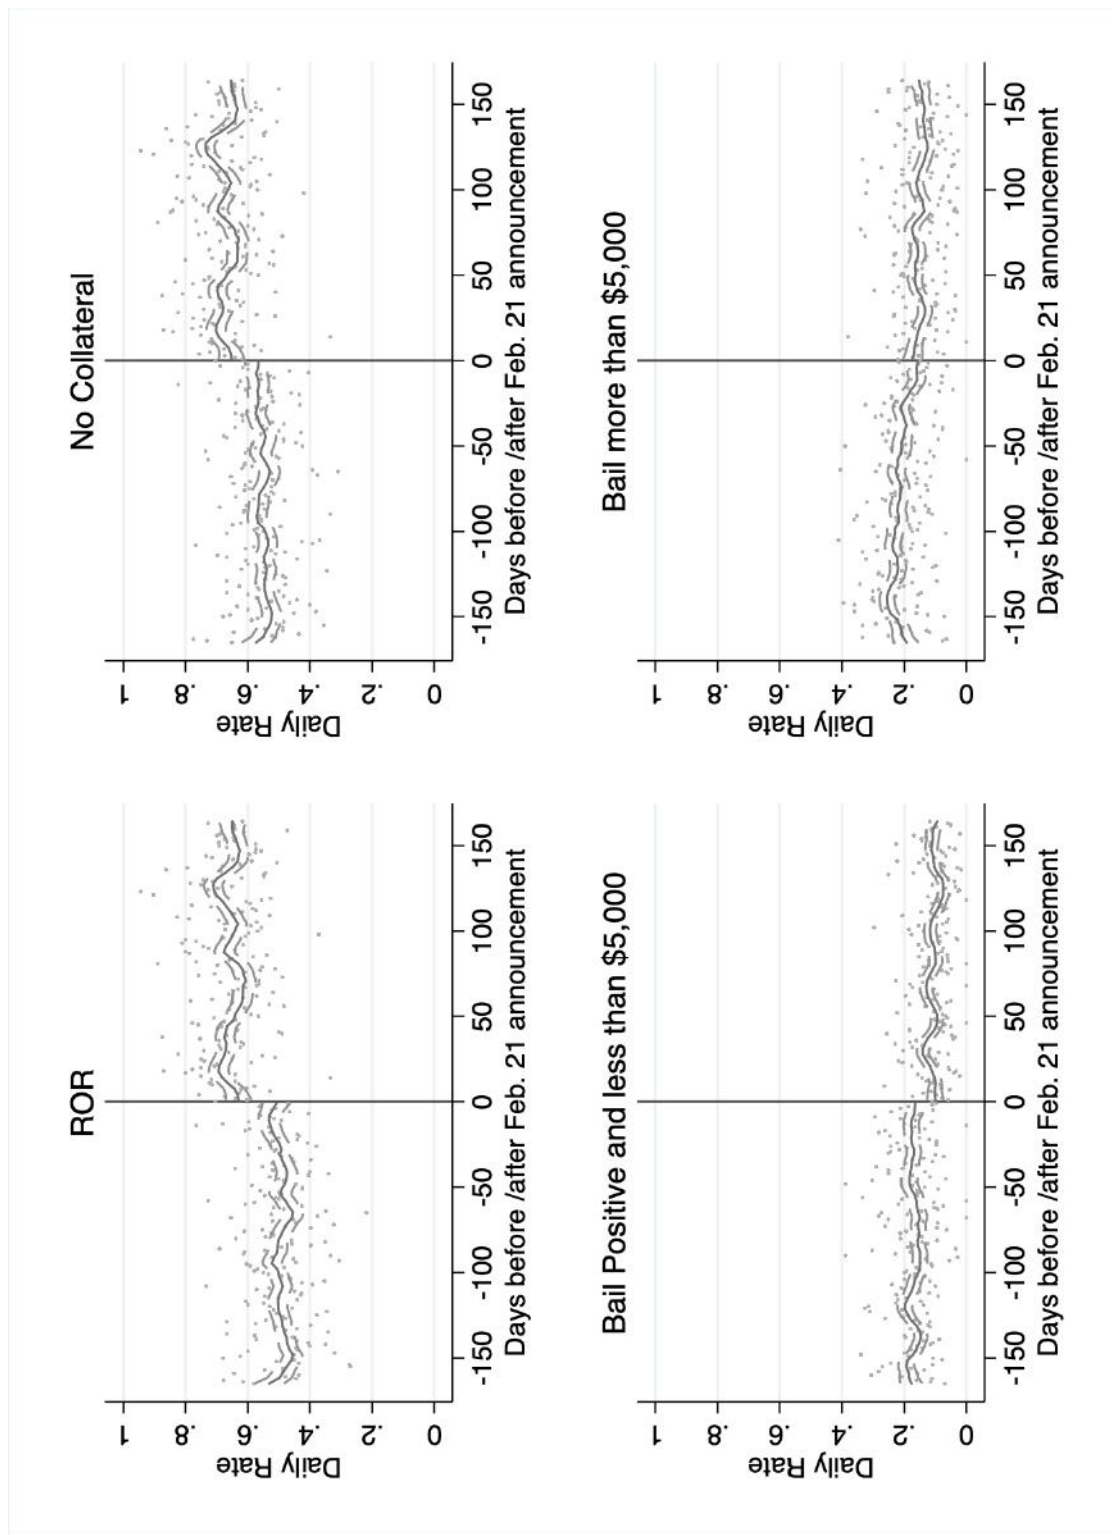 ROR
Daily Rate
1
.8
.6
.4
.2
0
-150 -100 -50 0 50 100 150
Days before /after Feb. 21 announcement
No Collateral
Daily Rate
1
.8
.6
.4
.2
0
-150 -100 -50 0 50 100 150
Days before /after Feb. 21 announcement
Bail Positive and less than $5,000
Daily Rate
1
.8
.6
.4
.2
0
-150 -100 -50 0 50 100 150
Days before /after Feb. 21 announcement
Bail more than $5,000
Daily Rate
1
.8
.6
.4
.2
0
-150 -100 -50 0 50 100 150
Days before /after Feb. 21 announcement